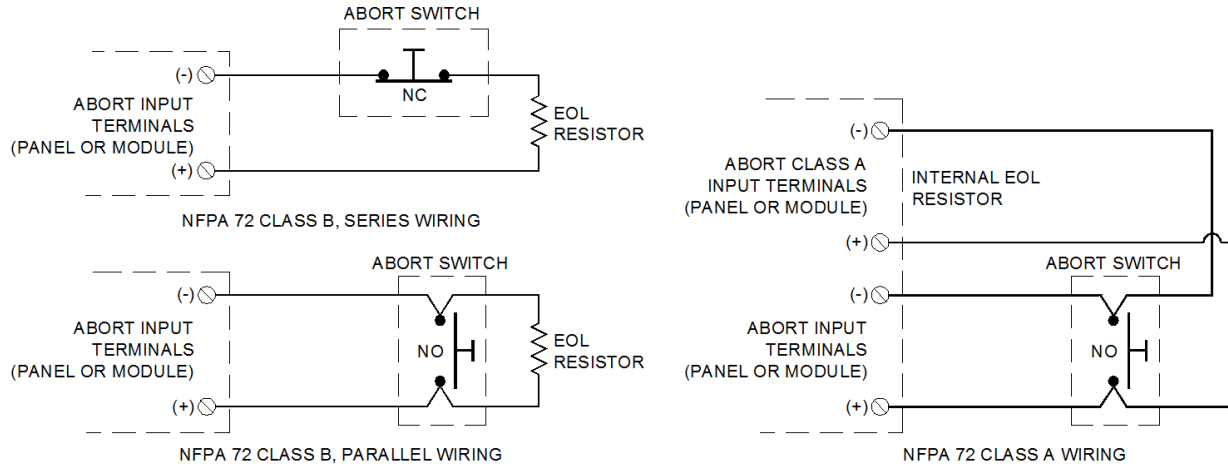 ABORT SWITCH
(-)
NC
ABORT INPUT
TERMINALS
(PANEL OR MODULE)
EOL
RESISTOR
(+)
NFPA 72 CLASS B, SERIES WIRING
ABORT SWITCH
(-)
ABORT INPUT
TERMINALS
(PANEL OR MODULE)
NO
EOL
RESISTOR
(+)
NFPA 72 CLASS B, PARALLEL WIRING
(-)
ABORT CLASS A
INPUT TERMINALS
(PANEL OR MODULE)
INTERNAL EOL
RESISTOR
(+)
ABORT SWITCH
(-)
ABORT INPUT
TERMINALS
(PANEL OR MODULE)
NO
(+)
NFPA 72 CLASS A WIRING